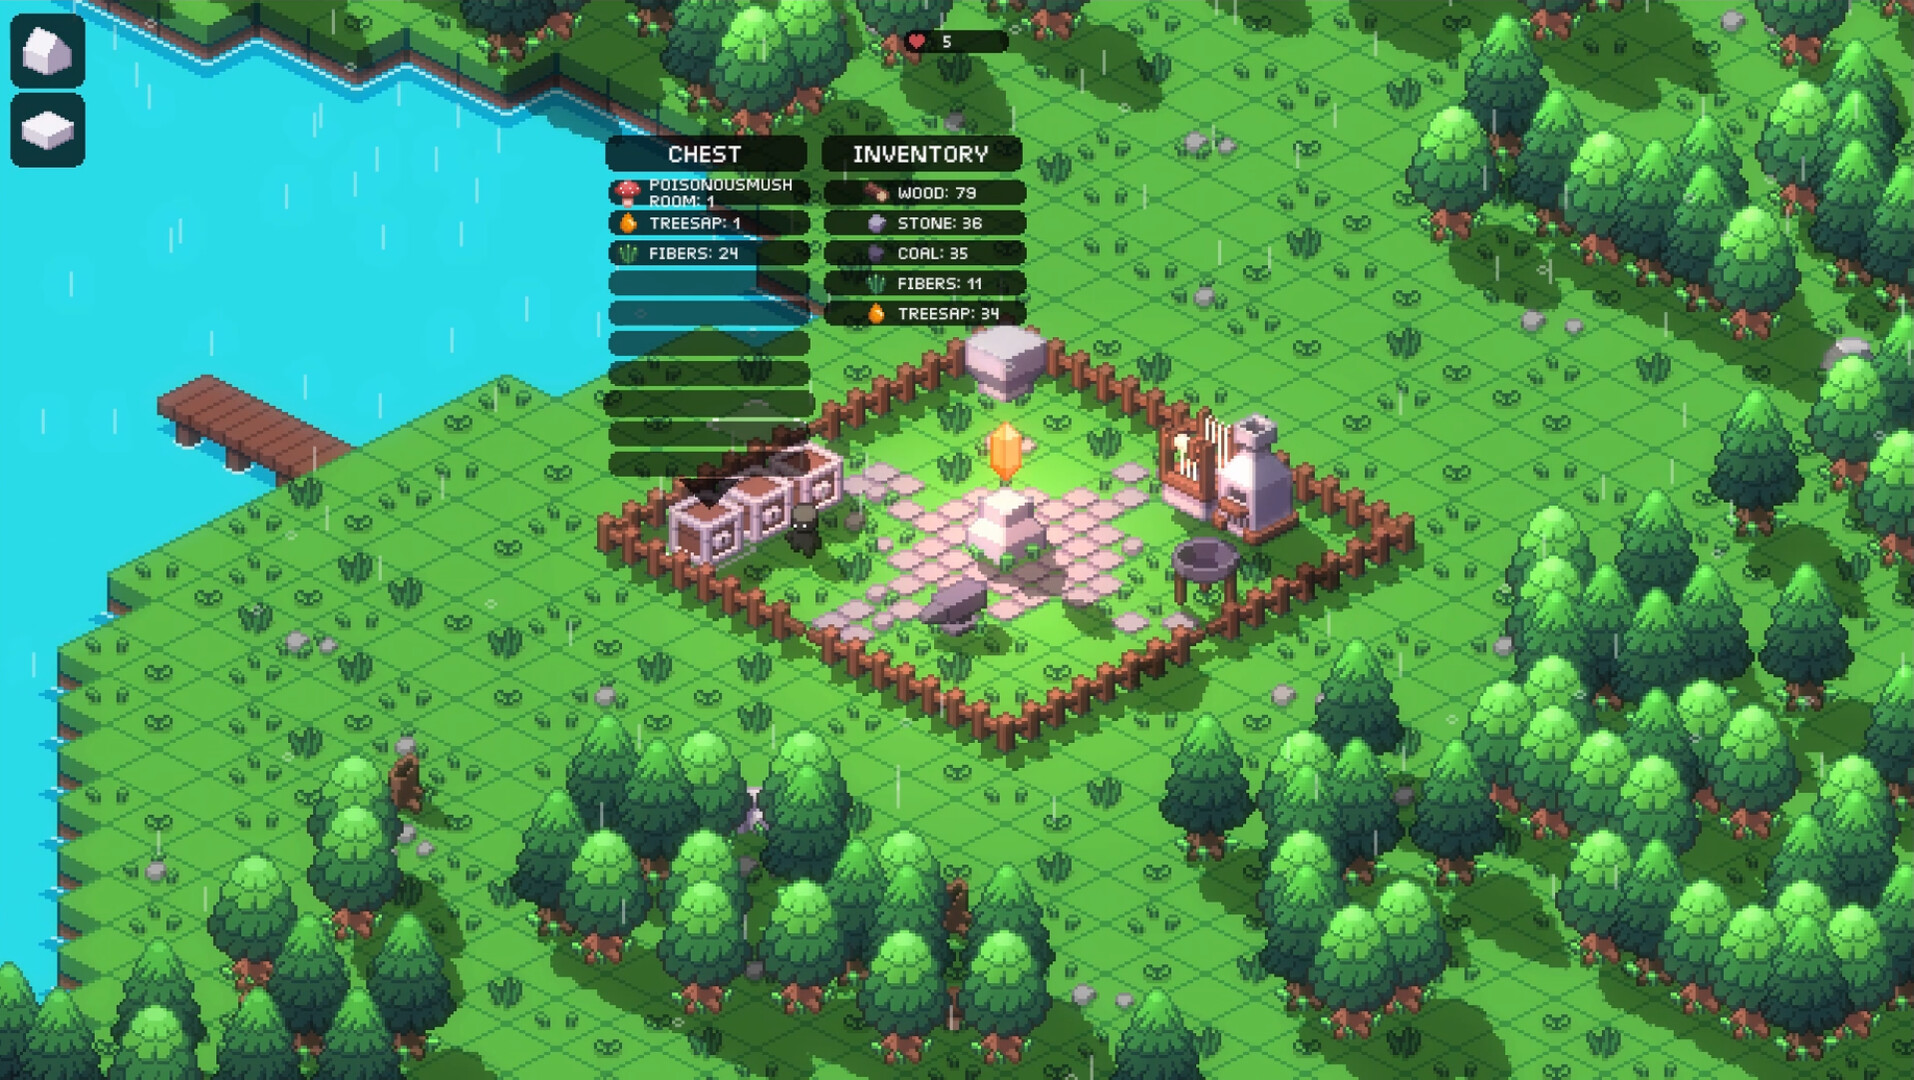 5
CHEST
POISONOUSMUSH
ROOM: 1
TREESAP: 1
FIBERS: 24
INVENTORY
WOOD: 79
STONE: 36
COAL: 35
FIBERS: 11
TREESAP: 34